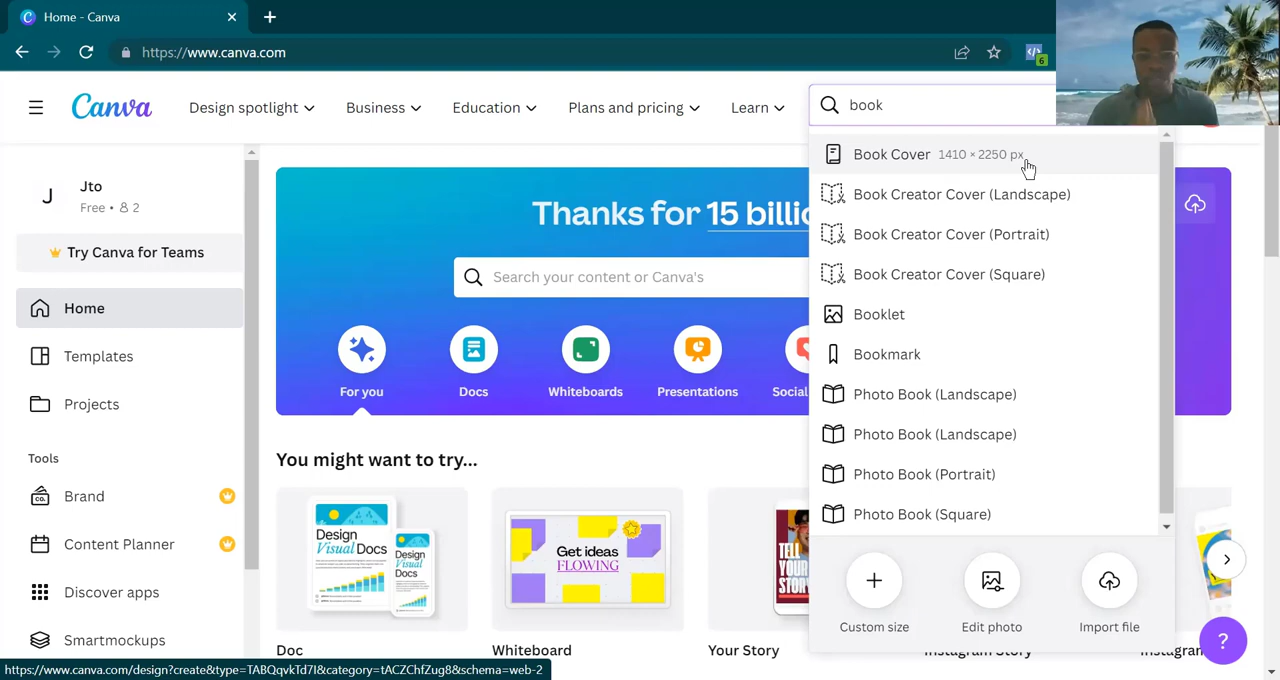 Home - Canva
https://www.canva.com
6
Canva
Design spotlight
Business
Education
Plans and pricing
Learn
book
J
Jto
Free • 2
Try Canva for Teams
Home
Templates
Projects
Tools
Brand
Content Planner
Discover apps
Smartmockups
Thanks for 15 billio
Search your content or Canva's
For you
Docs
Whiteboards
Presentations
Social
You might want to try...
Design
Visual Docs
Design
Visual Docs
Get ideas
FLOWING
TELL
YOUR
STORY
Doc
Whiteboard
Your Story
Instagram Story
Instagram
Book Cover 1410 × 2250 px
Book Creator Cover (Landscape)
Book Creator Cover (Portrait)
Book Creator Cover (Square)
Booklet
Bookmark
Photo Book (Landscape)
Photo Book (Landscape)
Photo Book (Portrait)
Photo Book (Square)
Custom size
Edit photo
Import file
?
https://www.canva.com/design?create&type=TABQqvkTd7I&category=tACZChfZug8&schema=web-2